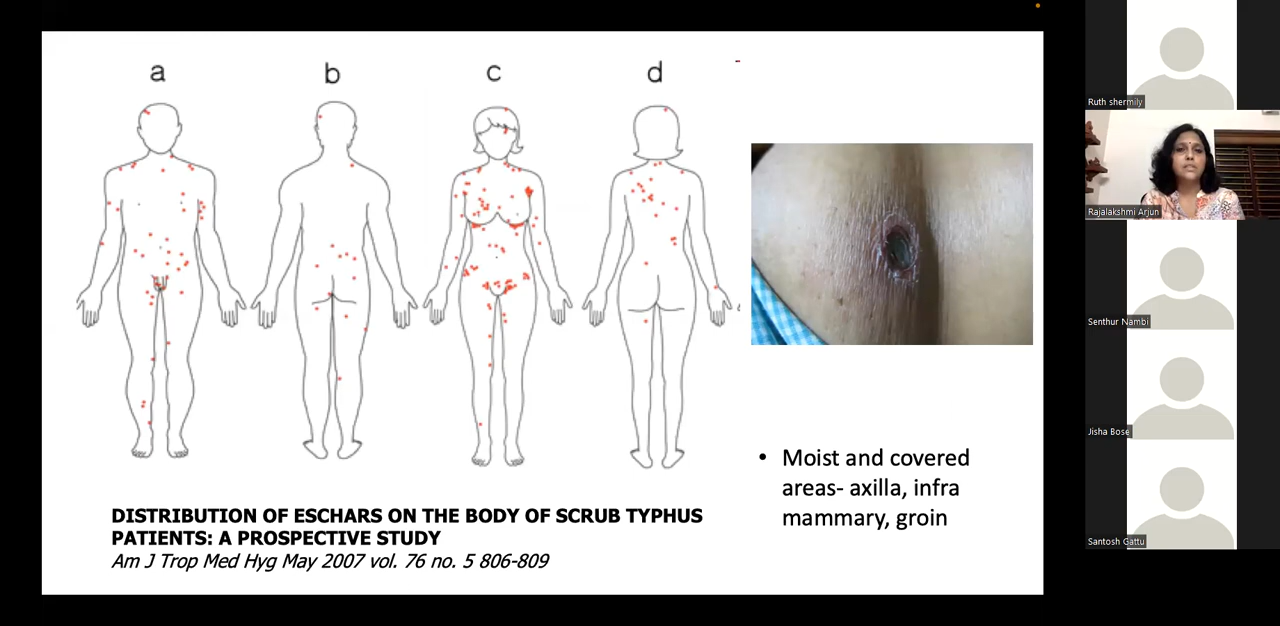 a
b
c
d
DISTRIBUTION OF ESCHARS ON THE BODY OF SCRUB TYPHUS
PATIENTS: A PROSPECTIVE STUDY
Am J Trop Med Hyg May 2007 vol. 76 no. 5 806-809
• Moist and covered
areas- axilla, infra
mammary, groin
Ruth shermily
Rajalakshmi Arjun
Senthur Nambi
Jisha Bose
Santosh Gattu